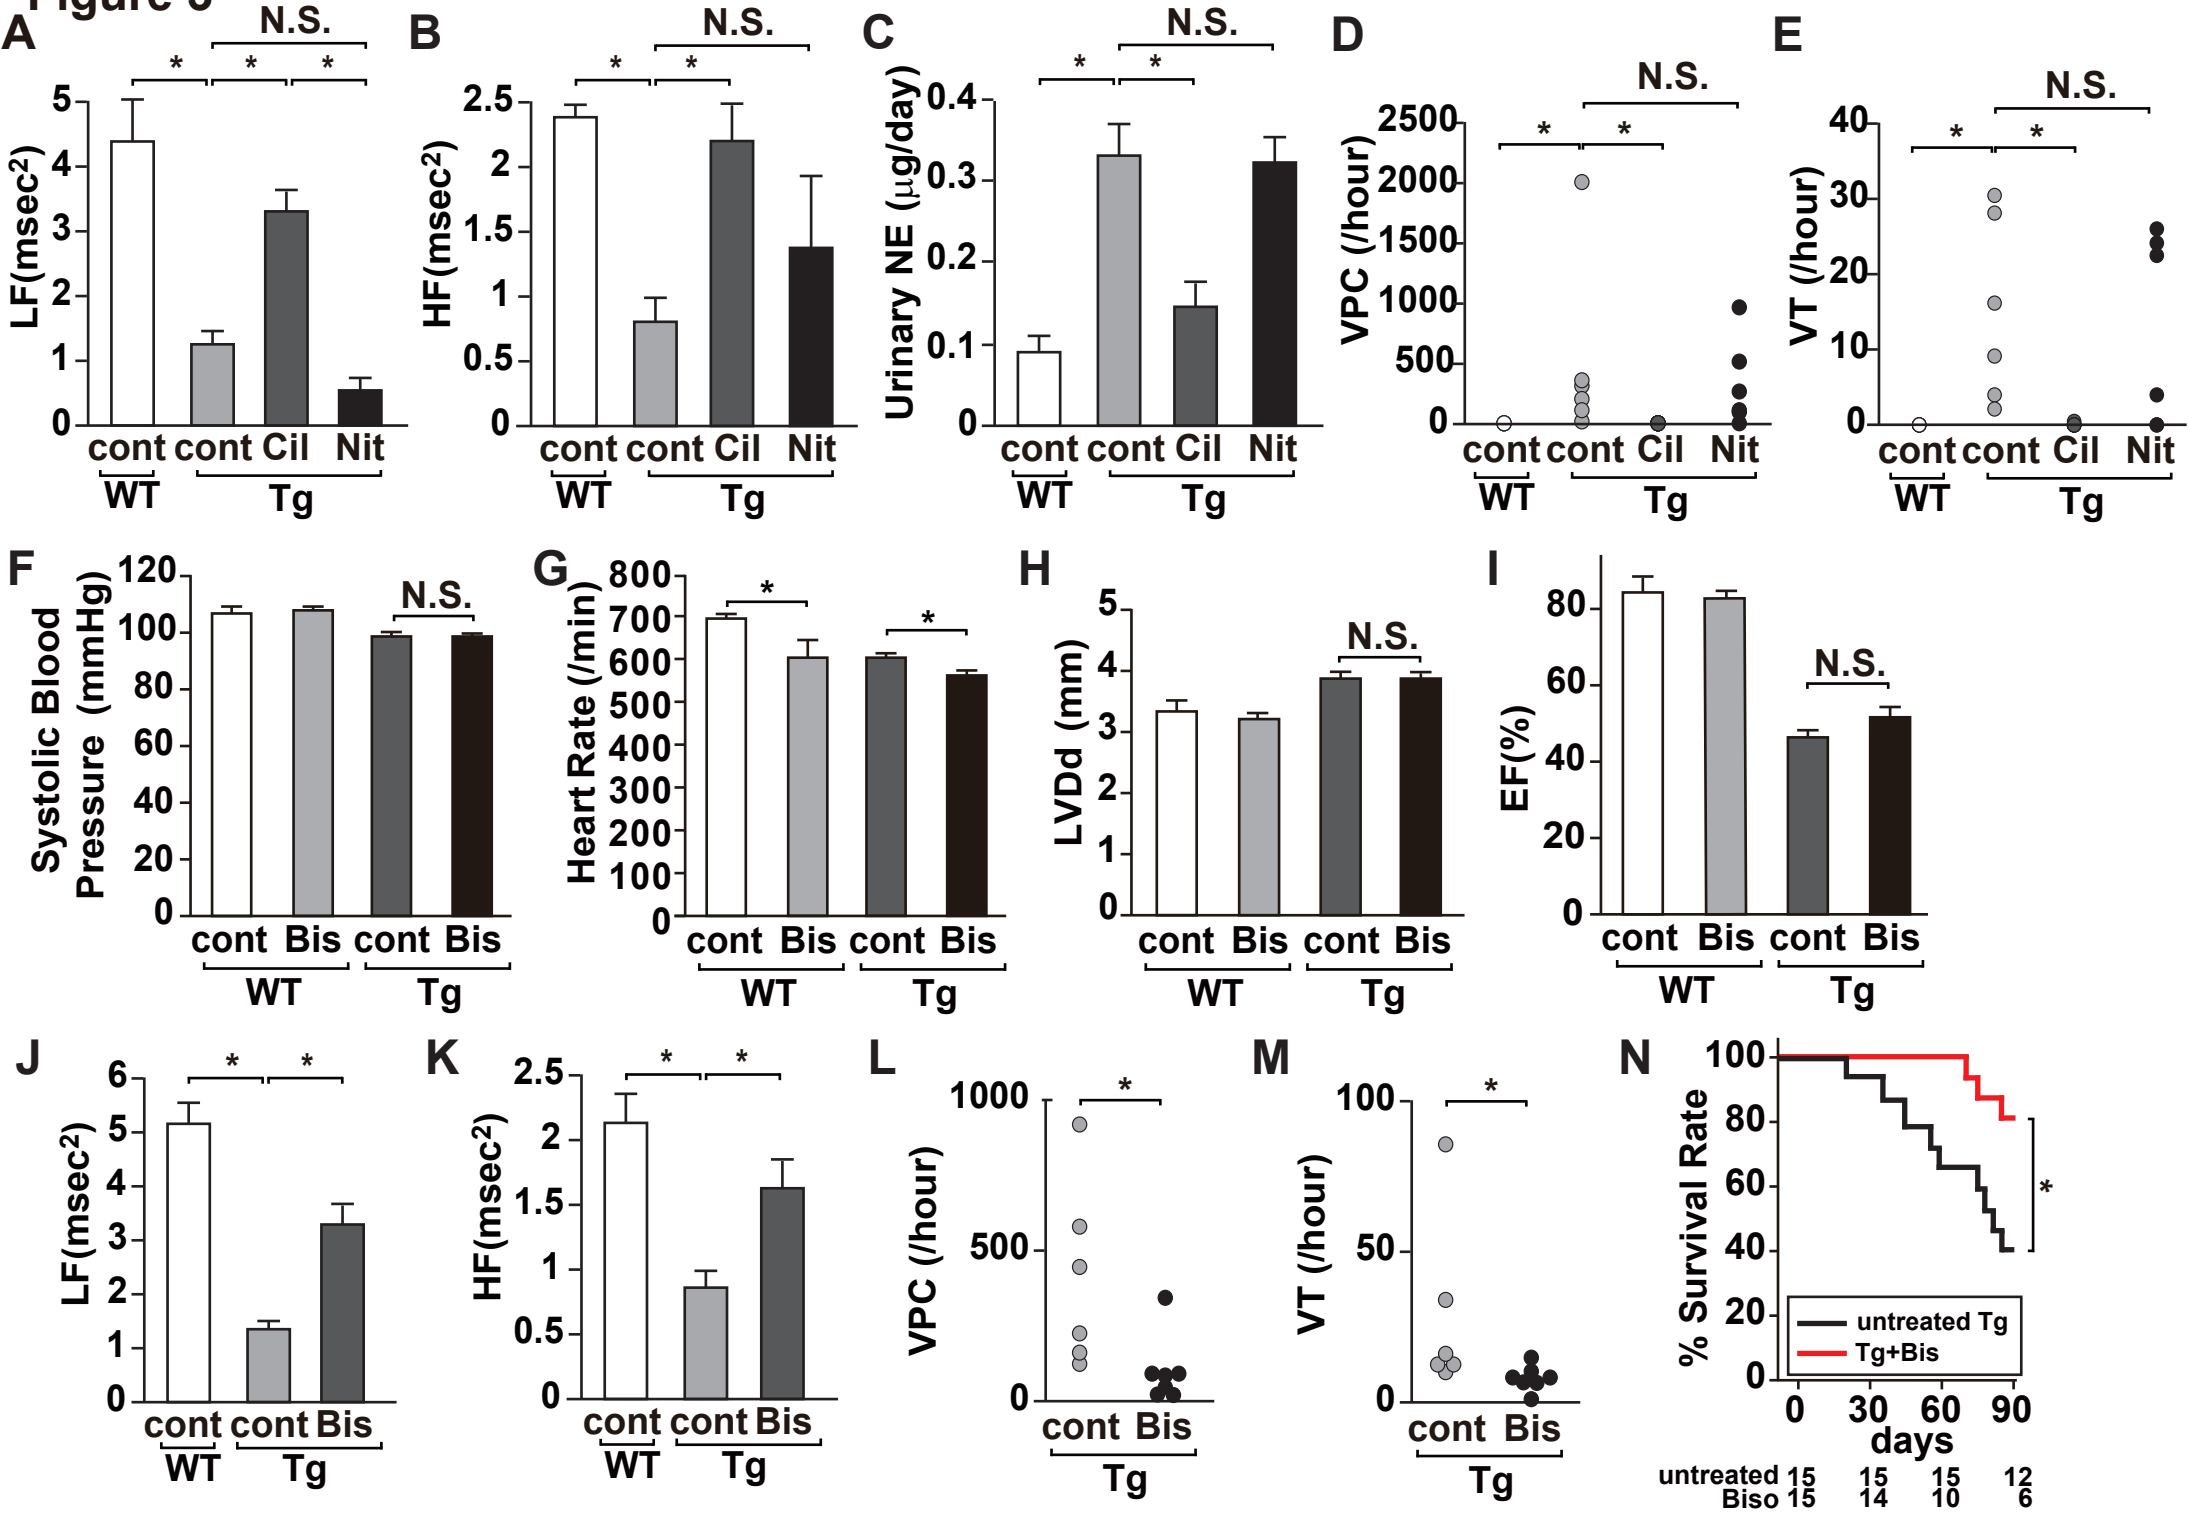 Figure
A
N.S.
*
*
*
LF(msec2)
5
4
3
2
1
0
cont cont Cil Nit
WT Tg
B
N.S.
*
*
HF(msec2)
2.5
2
1.5
1
0.5
0
cont cont Cil Nit
WT Tg
C
N.S.
*
*
Urinary NE (μg/day)
0.4
0.3
0.2
0.1
0
cont cont Cil Nit
WT Tg
D
N.S.
*
*
VPC (/hour)
2500
2000
1500
1000
500
0
cont cont Cil Nit
WT Tg
E
N.S.
*
*
VT (/hour)
40
30
20
10
0
cont cont Cil Nit
WT Tg
F
N.S.
Systolic Blood
Pressure (mmHg)
120
100
80
60
40
20
0
cont Bis cont Bis
WT Tg
G
*
*
Heart Rate (/min)
800
700
600
500
400
300
200
100
0
cont Bis cont Bis
WT Tg
H
N.S.
LVDd (mm)
5
4
3
2
1
0
cont Bis cont Bis
WT Tg
I
N.S.
EF(%)
80
60
40
20
0
cont Bis cont Bis
WT Tg
J
*
*
LF(msec2)
6
5
4
3
2
1
0
cont cont Bis
WT Tg
K
*
*
HF(msec2)
2.5
2
1.5
1
0.5
0
cont cont Bis
WT Tg
L
*
VPC (/hour)
1000
500
0
cont Bis
Tg
M
*
VT (/hour)
100
50
0
cont Bis
Tg
N
% Survival Rate
100
80
60
40
20
0
*
untreated Tg
Tg+Bis
0 30 60 90
days
untreated 15 15 15 12
Biso 15 14 10 6